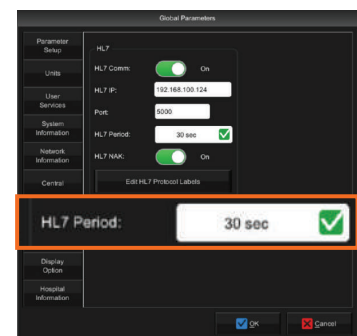 Global Parameters
Parameter
Setup
HL7
Units
HL7 Comm:
On
HL7 IP:
192.168.100.124
User
Services
Port:
5000
System
Information
HL7 Period:
30 sec
Network
Information
HL7 NAK:
On
Central
Edit HL7 Protocol Labels
HL7 Period:
30 sec
Display
Option
Hospital
Information
OK
Cancel